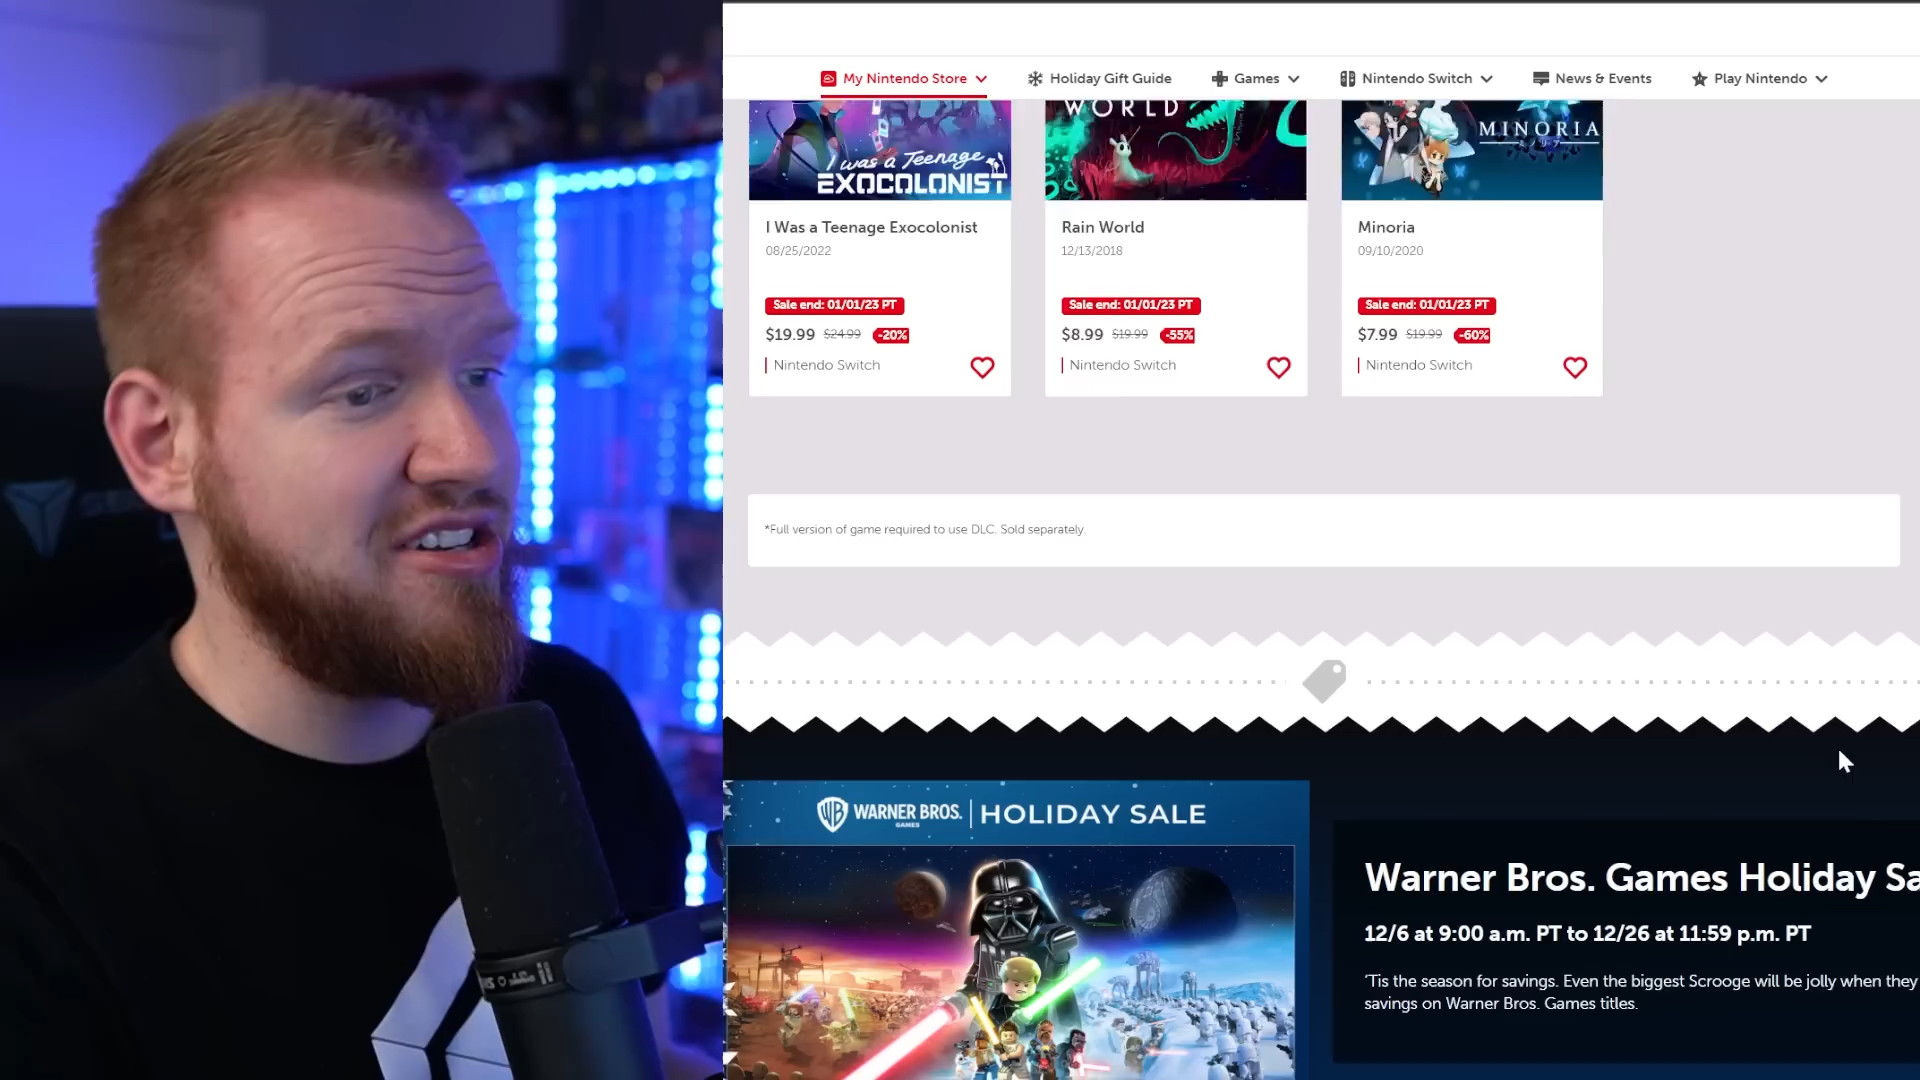 My Nintendo Store
Holiday Gift Guide
Games
Nintendo Switch
News & Events
Play Nintendo
I was a Teenage
EXOCOLONIST
WORLD
MINORIA
I Was a Teenage Exocolonist
08/25/2022
Sale end: 01/01/23 PT
$19.99 $24.99 -20%
Nintendo Switch
Rain World
12/13/2018
Sale end: 01/01/23 PT
$8.99 $19.99 -55%
Nintendo Switch
Minoria
09/10/2020
Sale end: 01/01/23 PT
$7.99 $19.99 -60%
Nintendo Switch
*Full version of game required to use DLC. Sold separately.
WB WARNER BROS. GAMES | HOLIDAY SALE
Warner Bros. Games Holiday Sa
12/6 at 9:00 a.m. PT to 12/26 at 11:59 p.m. PT
'Tis the season for savings. Even the biggest Scrooge will be jolly when they
savings on Warner Bros. Games titles.